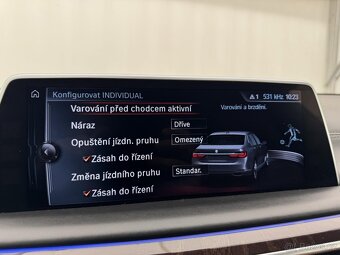 Konfigurovat INDIVIDUAL
1 531 kHz 10:23
Varování před chodcem aktivní
Varování a brzdění.
Náraz Dříve
Opuštění jízdn. pruhu Omezený
Zásah do řízení
Změna jízdního pruhu Standar.
Zásah do řízení